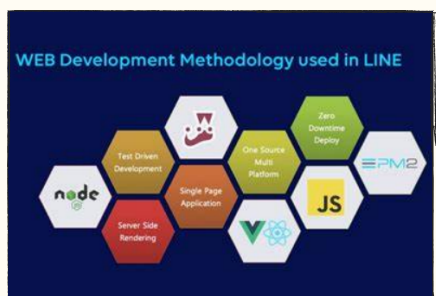 WEB Development Methodology used in LINE
Zero
Downtime
Deploy
Test Driven
Development
One Source
Multi
Platform
PM2
node
JS
Single Page
Application
JS
Server Side
Rendering